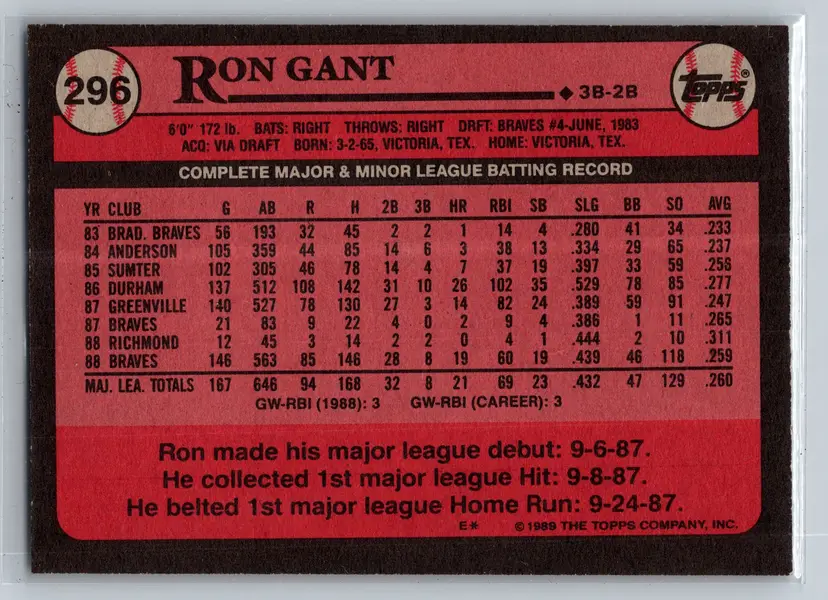 296
RON GANT
◆ 3B-2B
TOPPS®
6'0" 172 lb. BATS: RIGHT THROWS: RIGHT DRFT: BRAVES #4-JUNE, 1983
ACQ: VIA DRAFT BORN: 3-2-65, VICTORIA, TEX. HOME: VICTORIA, TEX.
COMPLETE MAJOR & MINOR LEAGUE BATTING RECORD
YR CLUB G AB R H 2B 3B HR RBI SB SLG BB SO AVG
83 BRAD. BRAVES 56 193 32 45 2 2 1 14 4 .280 41 34 .233
84 ANDERSON 105 359 44 85 14 6 3 38 13 .334 29 65 .237
85 SUMTER 102 305 46 78 14 4 7 37 19 .397 33 59 .256
86 DURHAM 137 512 108 142 31 10 26 102 35 .529 78 85 .277
87 GREENVILLE 140 527 78 130 27 3 14 82 24 .389 59 91 .247
87 BRAVES 21 83 9 22 4 0 2 9 4 .386 1 11 .265
88 RICHMOND 12 45 3 14 2 2 0 4 1 .444 2 10 .311
88 BRAVES 146 563 85 146 28 8 19 60 19 .439 46 118 .259
MAJ. LEA. TOTALS 167 646 94 168 32 8 21 69 23 .432 47 129 .260
GW-RBI (1988): 3 GW-RBI (CAREER): 3
Ron made his major league debut: 9-6-87.
He collected 1st major league Hit: 9-8-87.
He belted 1st major league Home Run: 9-24-87.
E* ©1989 THE TOPPS COMPANY, INC.